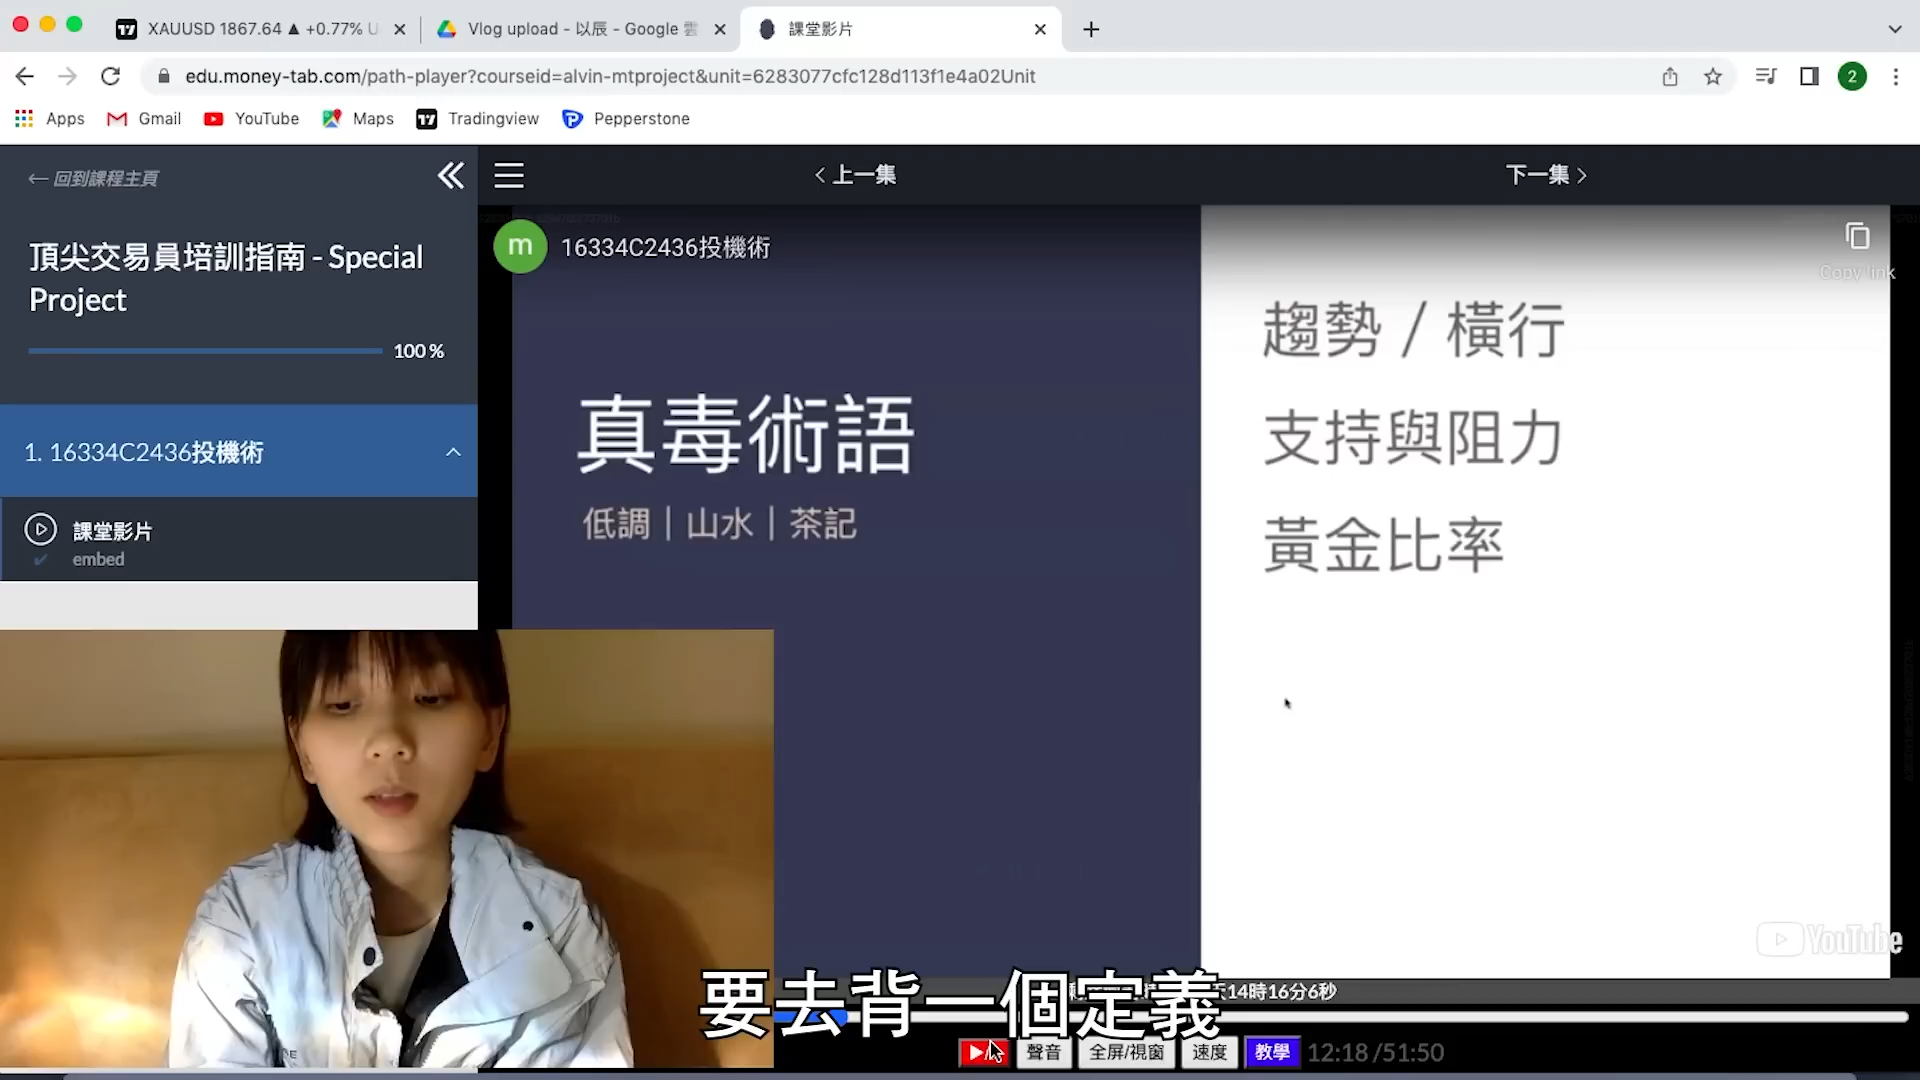 XAUUSD 1867.64 ▲ +0.77% U
Vlog upload - 以辰 - Google 雲
課堂影片
edu.money-tab.com/path-player?courseid=alvin-mtproject&unit=6283077cfc128d113f1e4a02Unit
2
Apps
Gmail
YouTube
Maps
Tradingview
Pepperstone
← 回到課程主頁
< 上一集
下一集 >
頂尖交易員培訓指南 - Special
Project
100 %
1. 16334C2436投機術
課堂影片
embed
m
16334C2436投機術
Copy link
真毒術語
低調｜山水｜茶記
趨勢 / 橫行
支持與阻力
黃金比率
YouTube
天14時16分6秒
要去背一個定義
聲音
全屏/視窗
速度
教學
12:18 /51:50